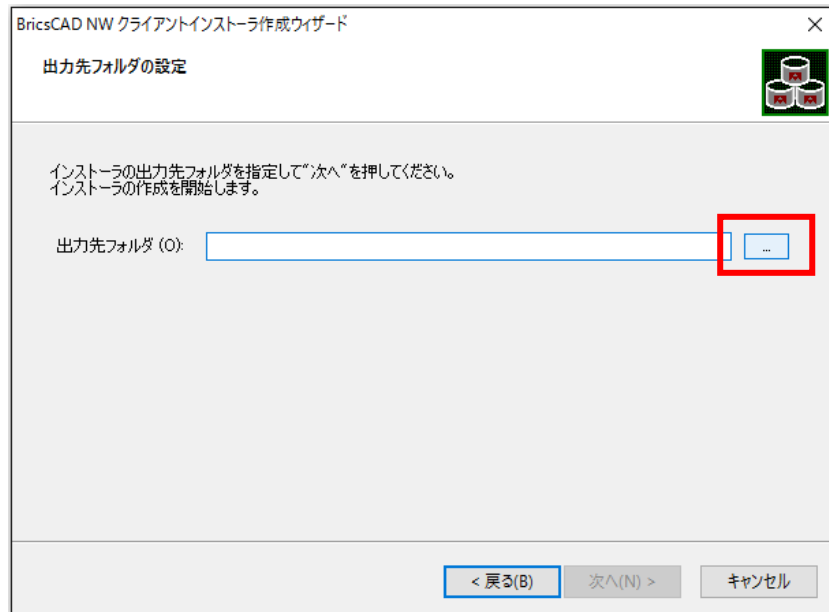 BricsCAD NW クライアントインストーラ作成ウィザード
出力先フォルダの設定
インストーラの出力先フォルダを指定して"次へ"を押してください。
インストーラの作成を開始します。
出力先フォルダ (O):
...
< 戻る(B)
次へ(N) >
キャンセル